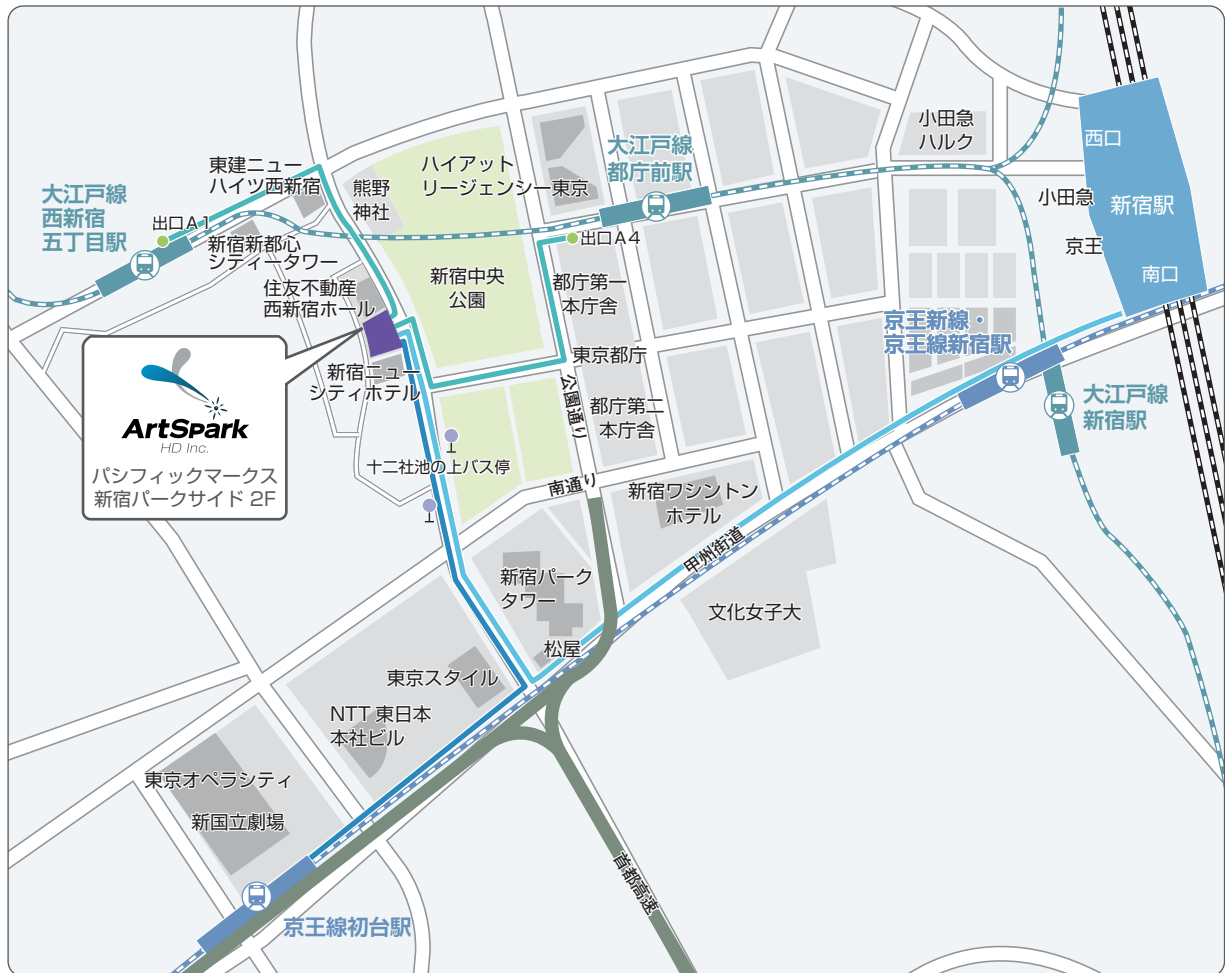 小田急
ハルク
西口
大江戸線
都庁前駅
ハイアット
リージェンシー東京
東建ニュー
ハイツ西新宿
熊野
神社
大江戸線
西新宿
五丁目駅
出口A1
小田急
新宿駅
新宿新都心
シティータワー
出口A4
京王
南口
住友不動産
西新宿ホール
新宿中央
公園
都庁第一
本庁舎
京王新線・
京王線新宿駅
東京都庁
新宿ニュー
シティホテル
公園通り
都庁第二
本庁舎
大江戸線
新宿駅
ArtSpark
HD Inc.
パシフィックマークス
新宿パークサイド 2F
十二社池の上バス停
南通り
新宿ワシントン
ホテル
甲州街道
新宿パーク
タワー
文化女子大
松屋
東京スタイル
NTT 東日本
本社ビル
東京オペラシティ
新国立劇場
首都高速
京王線初台駅